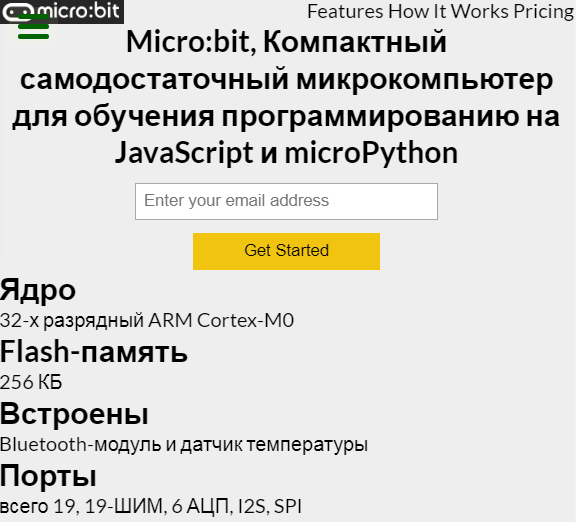 micro:bit
Features How It Works Pricing
Micro:bit, Компактный
самодостаточный микрокомпьютер
для обучения программированию на
JavaScript и microPython
Enter your email address
Get Started
Ядро
32-х разрядный ARM Cortex-M0
Flash-память
256 КБ
Встроены
Bluetooth-модуль и датчик температуры
Порты
всего 19, 19-ШИМ, 6 АЦП, I2S, SPI